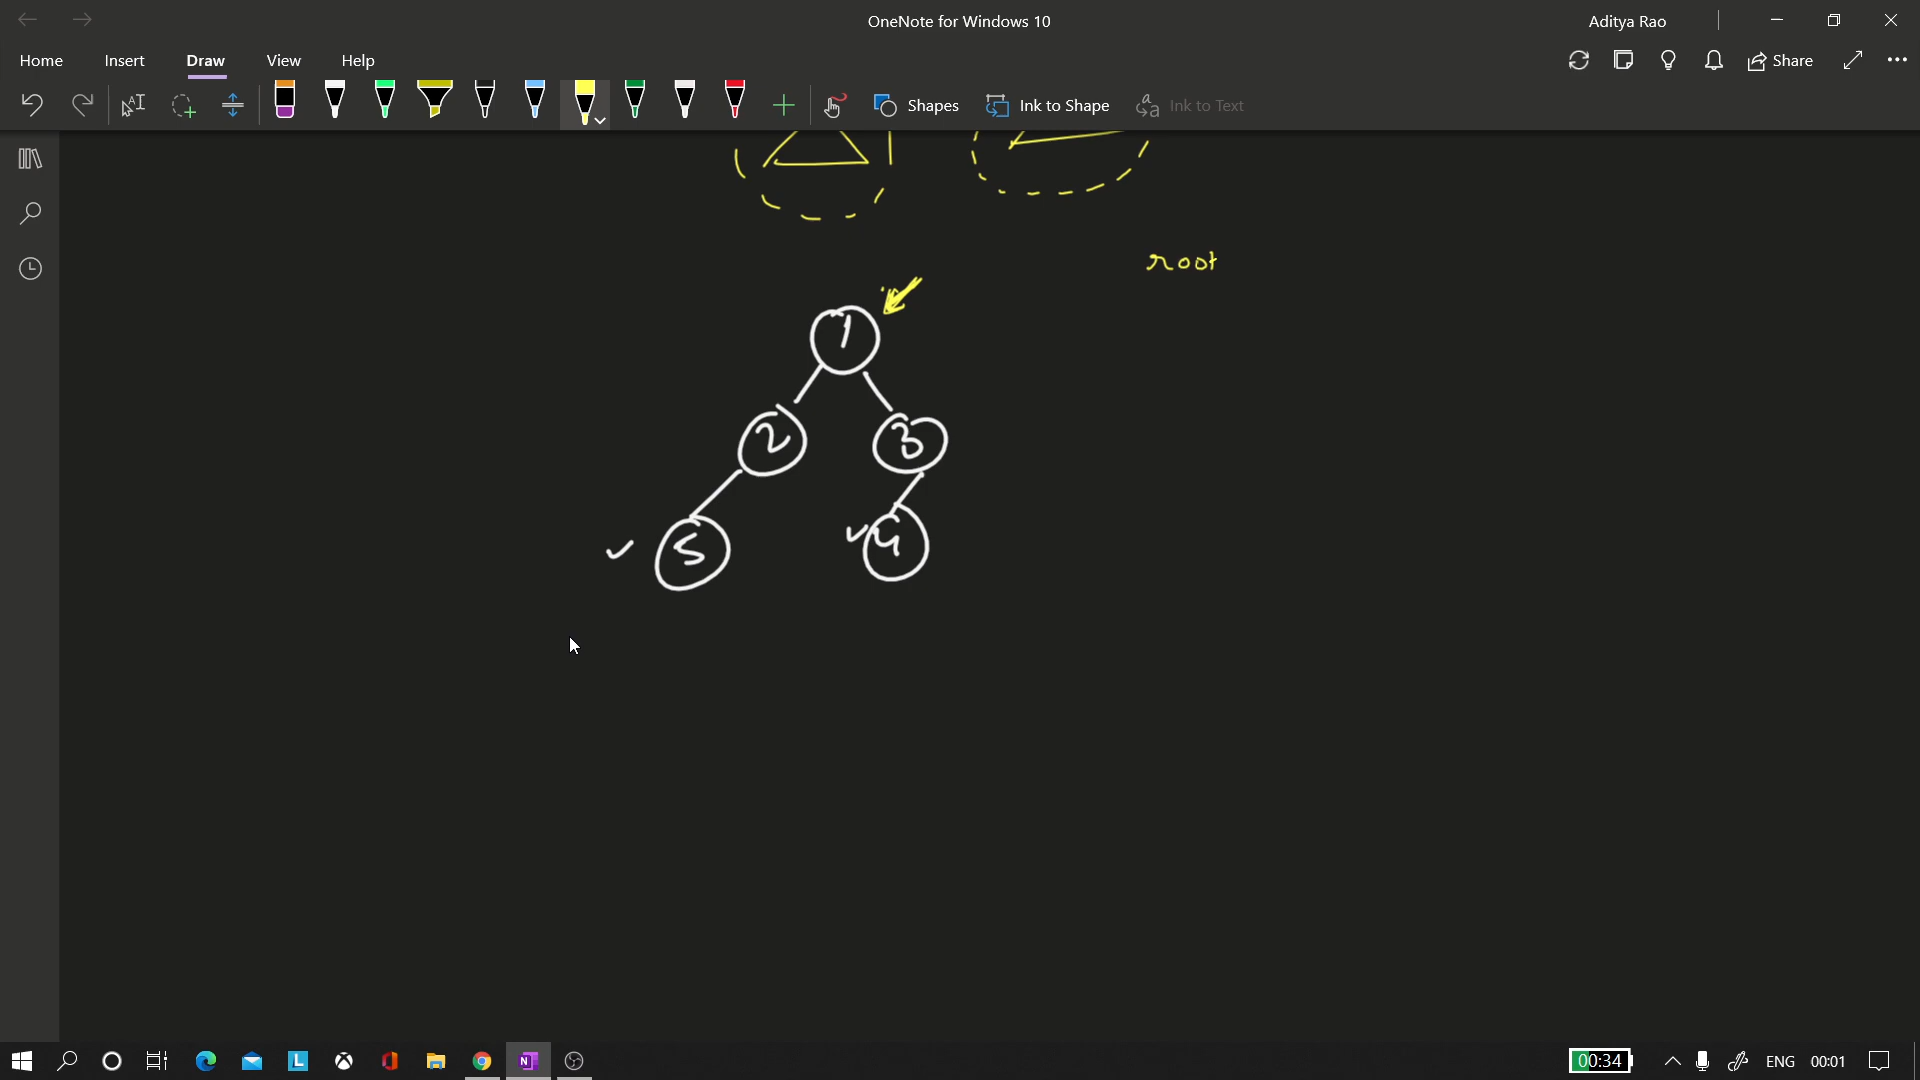 OneNote for Windows 10
Aditya Rao
Home Insert Draw View Help
Share
Shapes Ink to Shape Ink to Text
root
1
2 3
5 4
00:34 ENG 00:01